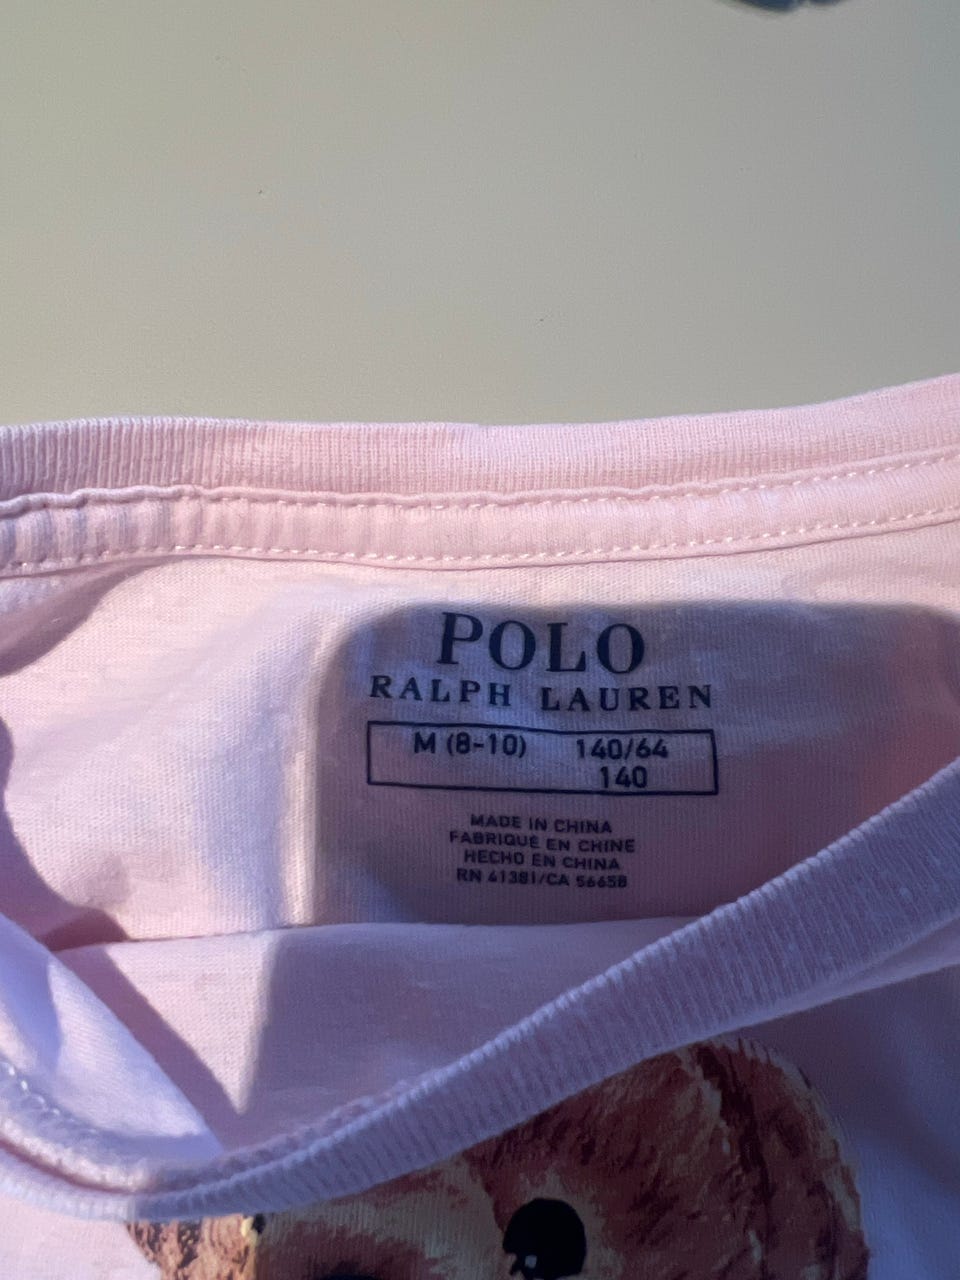 POLO
RALPH LAUREN
M (8-10) 140/64
140
MADE IN CHINA
FABRIQUÉ EN CHINE
HECHO EN CHINA
RN 41381/CA 56658